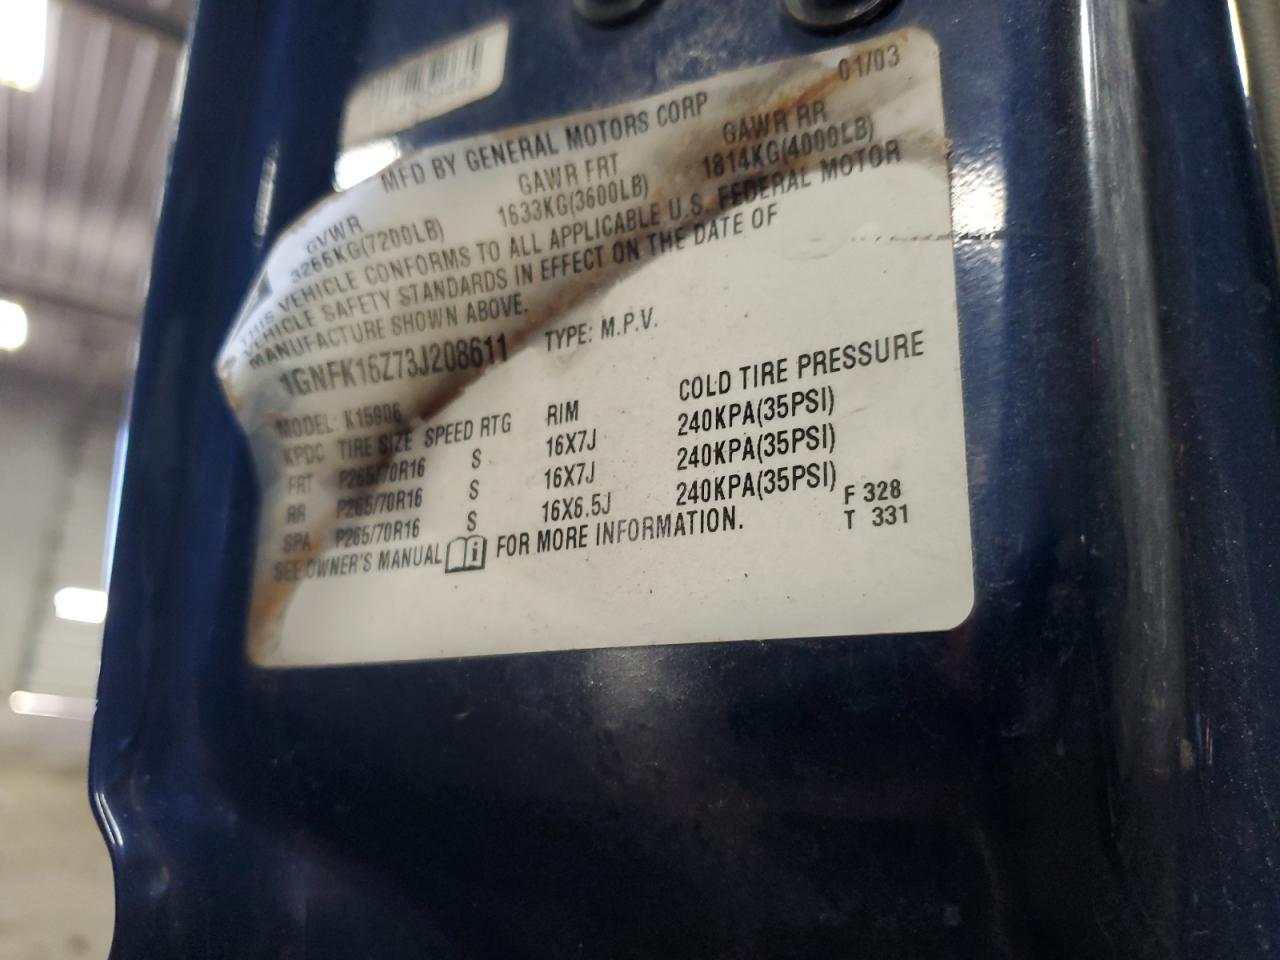 01/03
MFD BY GENERAL MOTORS CORP
GVWR GAWR FRT GAWR RR
3266KG(7200LB) 1633KG(3600LB) 1814KG(4000LB)
THIS VEHICLE CONFORMS TO ALL APPLICABLE U.S. FEDERAL MOTOR
VEHICLE SAFETY STANDARDS IN EFFECT ON THE DATE OF
MANUFACTURE SHOWN ABOVE.
1GNFK16Z73J208611 TYPE: M.P.V.
MODEL: K15906
KPDC TIRE SIZE SPEED RTG RIM COLD TIRE PRESSURE
FRT P265/70R16 S 16X7J 240KPA(35PSI)
RR P265/70R16 S 16X7J 240KPA(35PSI)
SPA P265/70R16 S 16X6.5J 240KPA(35PSI)
SEE OWNER'S MANUAL FOR MORE INFORMATION.
F 328
T 331